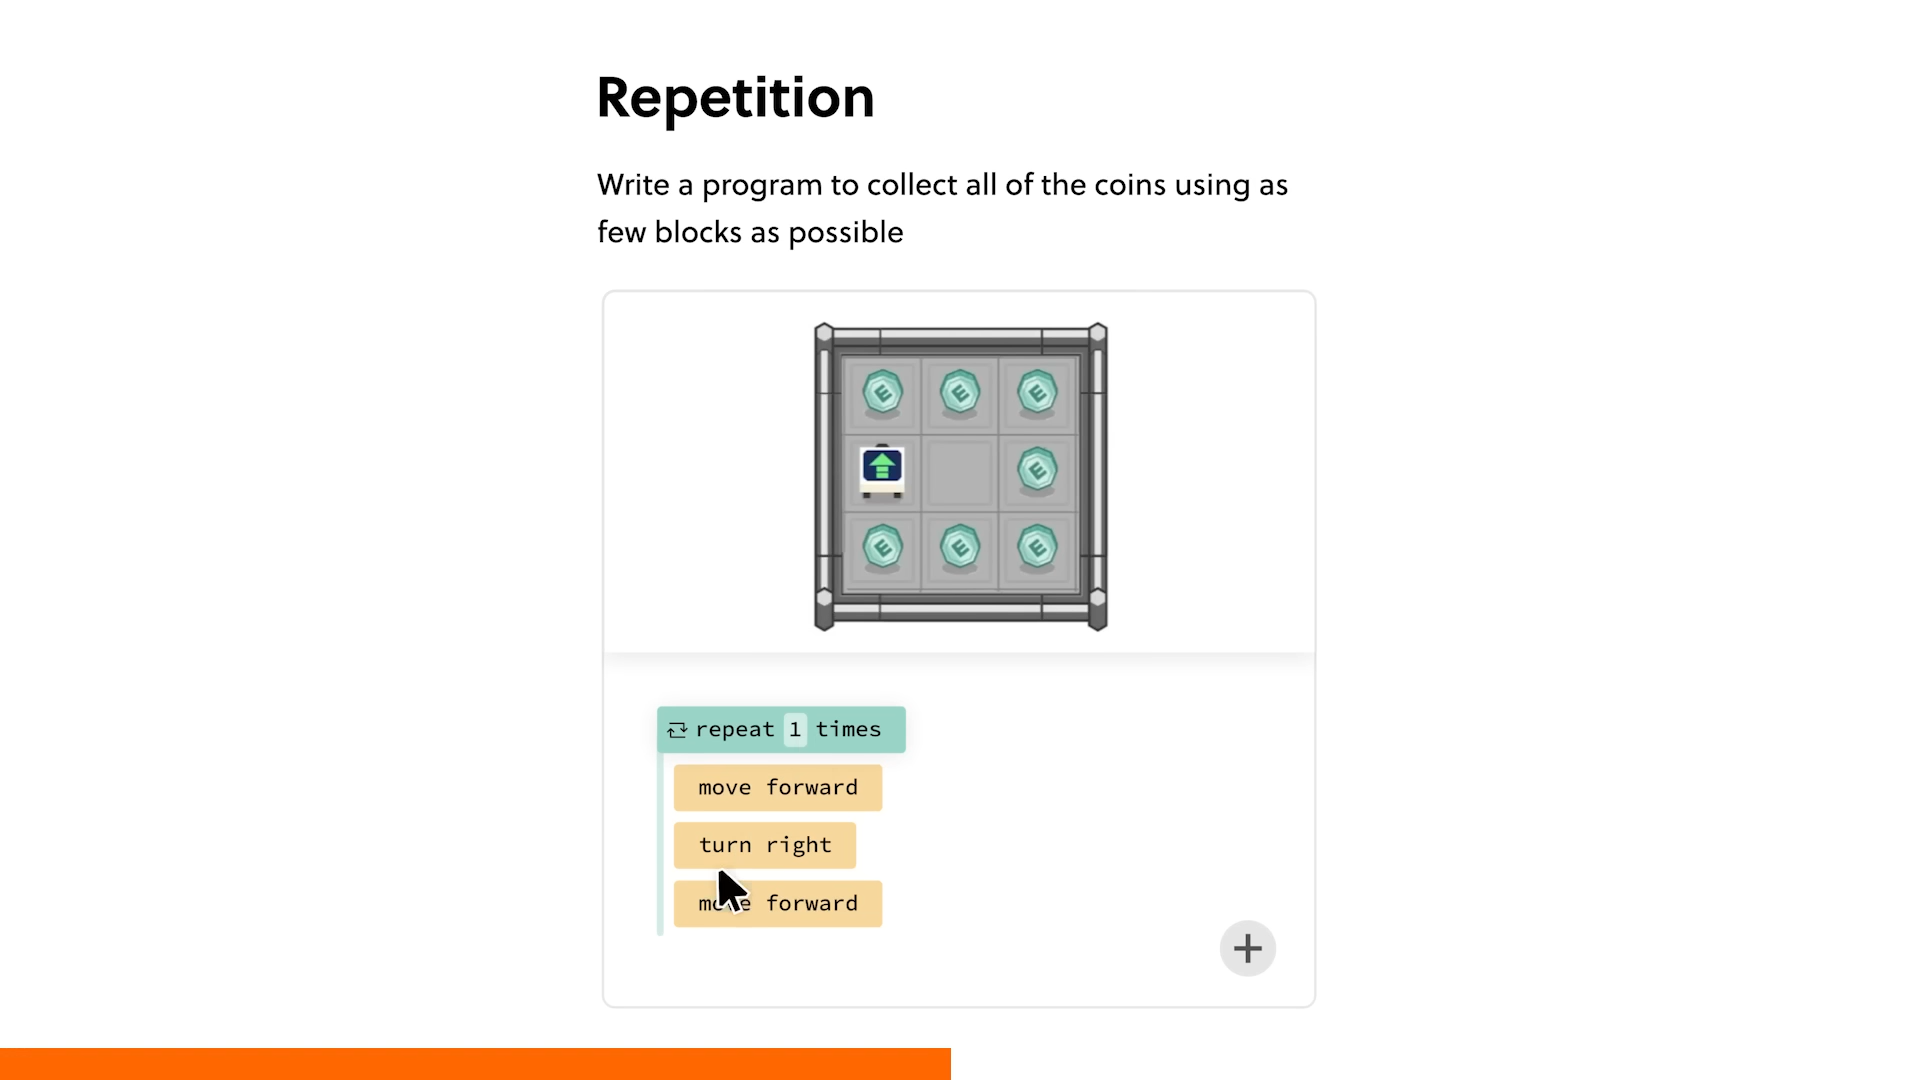 Repetition
Write a program to collect all of the coins using as
few blocks as possible
E E E
E
E E E
repeat 1 times
move forward
turn right
move forward